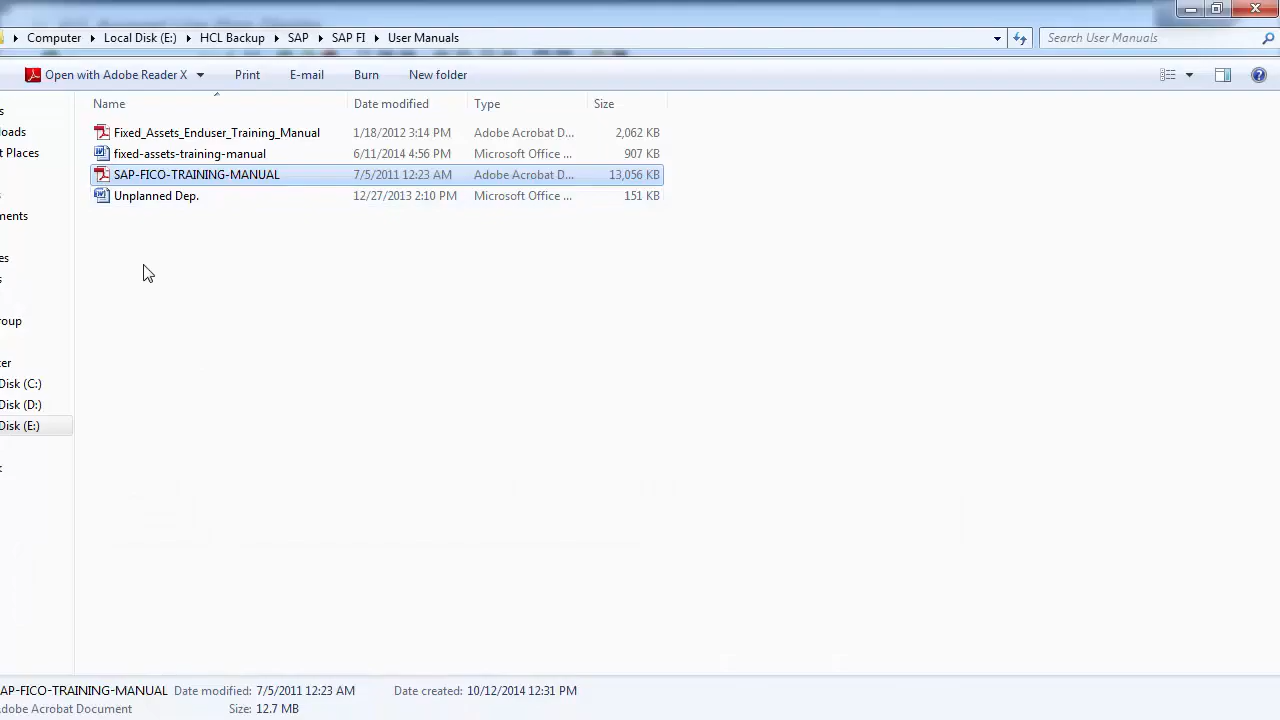 Computer Local Disk (E:) HCL Backup SAP SAP FI User Manuals Search User Manuals
Open with Adobe Reader X Print E-mail Burn New folder
Name Date modified Type Size
Fixed_Assets_Enduser_Training_Manual 1/18/2012 3:14 PM Adobe Acrobat D... 2,062 KB
fixed-assets-training-manual 6/11/2014 4:56 PM Microsoft Office ... 907 KB
SAP-FICO-TRAINING-MANUAL 7/5/2011 12:23 AM Adobe Acrobat D... 13,056 KB
Unplanned Dep. 12/27/2013 2:10 PM Microsoft Office ... 151 KB
s
oads
t Places
ments
es
s
roup
ter
Disk (C:)
Disk (D:)
Disk (E:)
AP-FICO-TRAINING-MANUAL Date modified: 7/5/2011 12:23 AM Date created: 10/12/2014 12:31 PM
dobe Acrobat Document Size: 12.7 MB